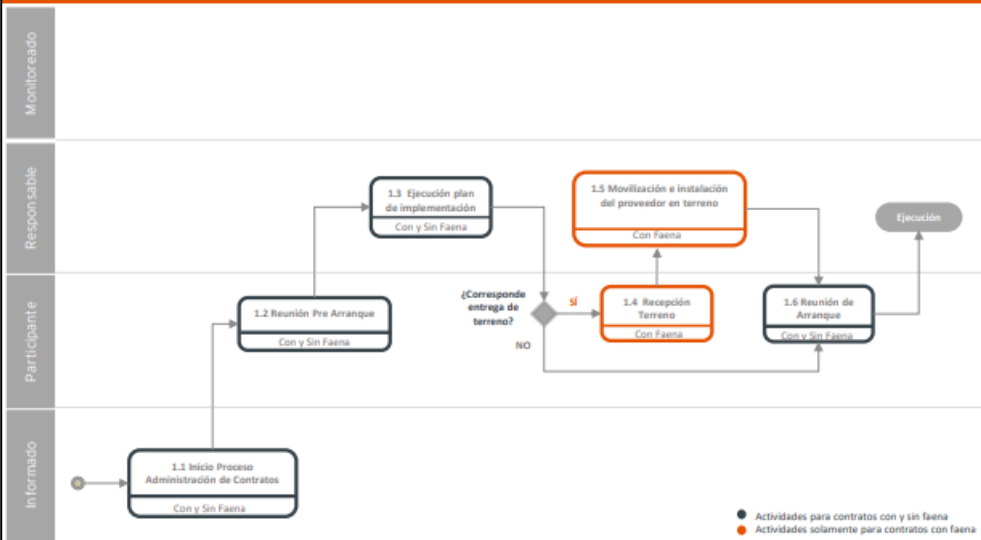 Monitoreado
Responsable
1.3 Ejecución plan
de implementación
Con y Sin Faena
1.5 Movilización e instalación
del proveedor en terreno
Con Faena
Ejecución
Participante
1.2 Reunión Pre Arranque
Con y Sin Faena
¿Corresponde
entrega de
terreno?
SÍ
NO
1.4 Recepción
Terreno
Con Faena
1.6 Reunión de
Arranque
Con y Sin Faena
Informado
1.1 Inicio Proceso
Administración de Contratos
Con y Sin Faena
Actividades para contratos con y sin faena
Actividades solamente para contratos con faena